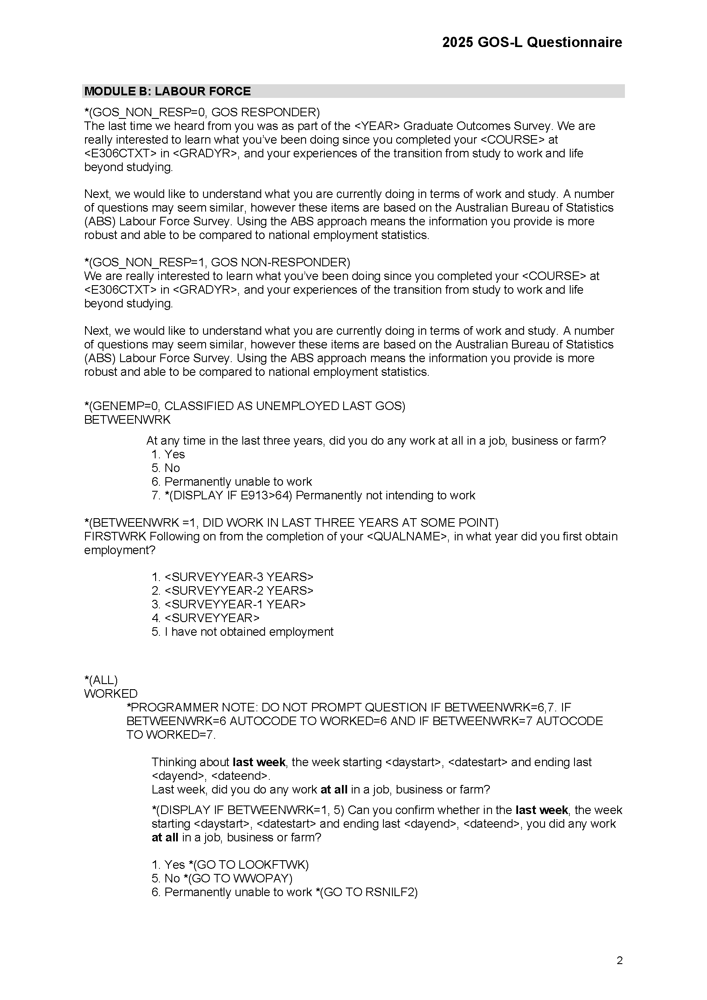 2025 GOS-L Questionnaire
MODULE B: LABOUR FORCE
*(GOS_NON_RESP=0, GOS RESPONDER)
The last time we heard from you was as part of the <YEAR> Graduate Outcomes Survey. We are
really interested to learn what you’ve been doing since you completed your <COURSE> at
<E306CTXT> in <GRADYR>, and your experiences of the transition from study to work and life
beyond studying.
Next, we would like to understand what you are currently doing in terms of work and study. A number
of questions may seem similar, however these items are based on the Australian Bureau of Statistics
(ABS) Labour Force Survey. Using the ABS approach means the information you provide is more
robust and able to be compared to national employment statistics.
*(GOS_NON_RESP=1, GOS NON-RESPONDER)
We are really interested to learn what you’ve been doing since you completed your <COURSE> at
<E306CTXT> in <GRADYR>, and your experiences of the transition from study to work and life
beyond studying.
Next, we would like to understand what you are currently doing in terms of work and study. A number
of questions may seem similar, however these items are based on the Australian Bureau of Statistics
(ABS) Labour Force Survey. Using the ABS approach means the information you provide is more
robust and able to be compared to national employment statistics.
*(GENEMP=0, CLASSIFIED AS UNEMPLOYED LAST GOS)
BETWEENWRK
At any time in the last three years, did you do any work at all in a job, business or farm?
1. Yes
5. No
6. Permanently unable to work
7. *(DISPLAY IF E913>64) Permanently not intending to work
*(BETWEENWRK =1, DID WORK IN LAST THREE YEARS AT SOME POINT)
FIRSTWRK Following on from the completion of your <QUALNAME>, in what year did you first obtain
employment?
1. <SURVEYYEAR-3 YEARS>
2. <SURVEYYEAR-2 YEARS>
3. <SURVEYYEAR-1 YEAR>
4. <SURVEYYEAR>
5. I have not obtained employment
*(ALL)
WORKED
*PROGRAMMER NOTE: DO NOT PROMPT QUESTION IF BETWEENWRK=6,7. IF
BETWEENWRK=6 AUTOCODE TO WORKED=6 AND IF BETWEENWRK=7 AUTOCODE
TO WORKED=7.
Thinking about last week, the week starting <daystart>, <datestart> and ending last
<dayend>, <dateend>.
Last week, did you do any work at all in a job, business or farm?
*(DISPLAY IF BETWEENWRK=1, 5) Can you confirm whether in the last week, the week
starting <daystart>, <datestart> and ending last <dayend>, <dateend>, you did any work
at all in a job, business or farm?
1. Yes *(GO TO LOOKFTWK)
5. No *(GO TO WWOPAY)
6. Permanently unable to work *(GO TO RSNILF2)
2